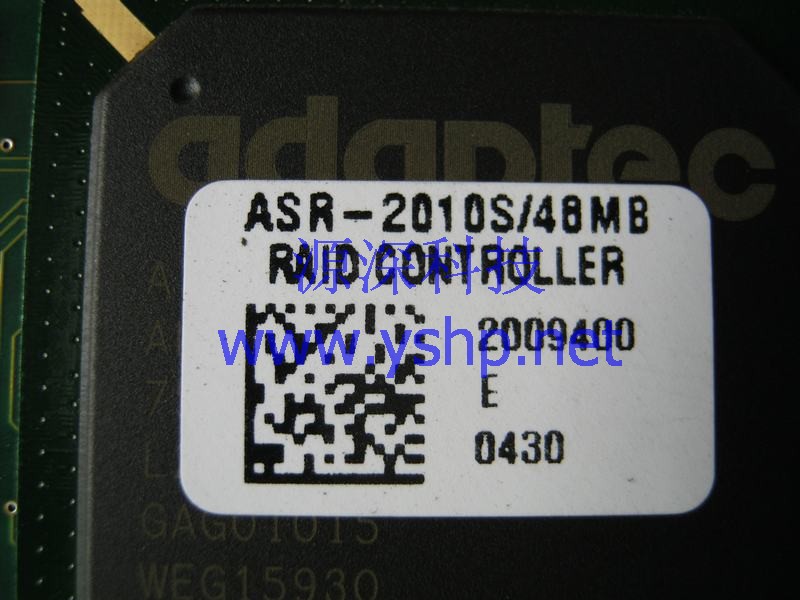 adaptec
ASR-2010S/48MB
RAID CONTROLLER
源深科技
2009400
www.yshp.net
E
0430
GAG01015
WEG15930